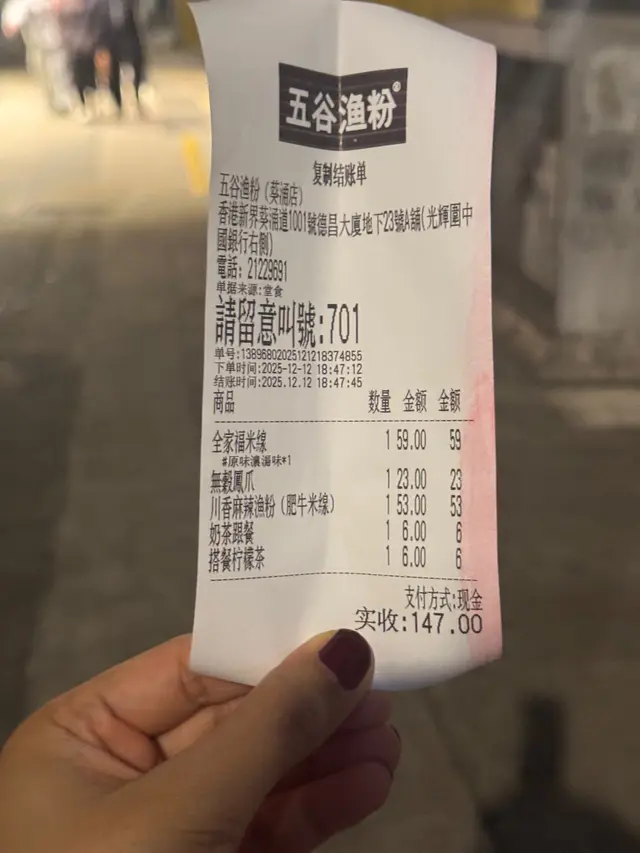 五谷渔粉®
复制结账单
五谷渔粉（葵涌店）
香港新界葵涌道1001號德昌大廈地下23號A鋪（光輝圍中
國銀行右側）
電話：21229691
单据来源：堂食
請留意叫號：701
单号：13896802025121218374855
下单时间：2025-12-12 18:47:12
结账时间：2025.12.12 18:47:45
商品 数量 金额 金额
全家福米線 1 59.00 59
#原味濃湯味*1
無穀鳳爪 1 23.00 23
川香麻辣漁粉（肥牛米線） 1 53.00 53
奶茶跟餐 1 6.00 6
搭餐柠檬茶 1 6.00 6
支付方式：现金
实收：147.00